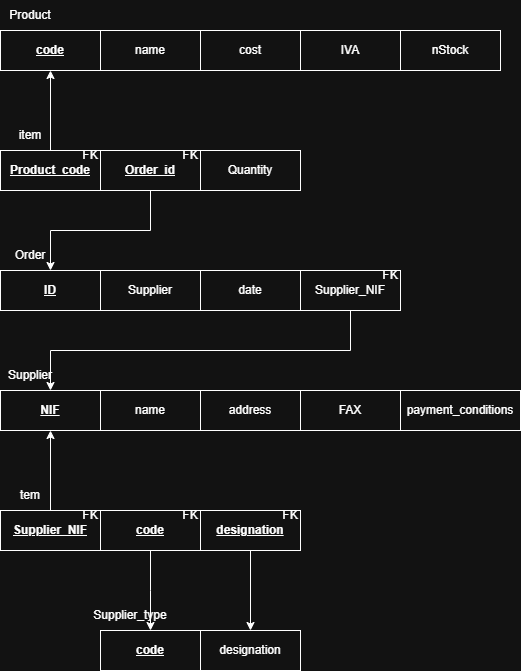 Product
code name cost IVA nStock
item
FK FK
Product_code Order_id Quantity
Order
FK
ID Supplier date Supplier_NIF
Supplier
NIF name address FAX payment_conditions
tem
FK FK FK
Supplier_NIF code designation
Supplier_type
code designation